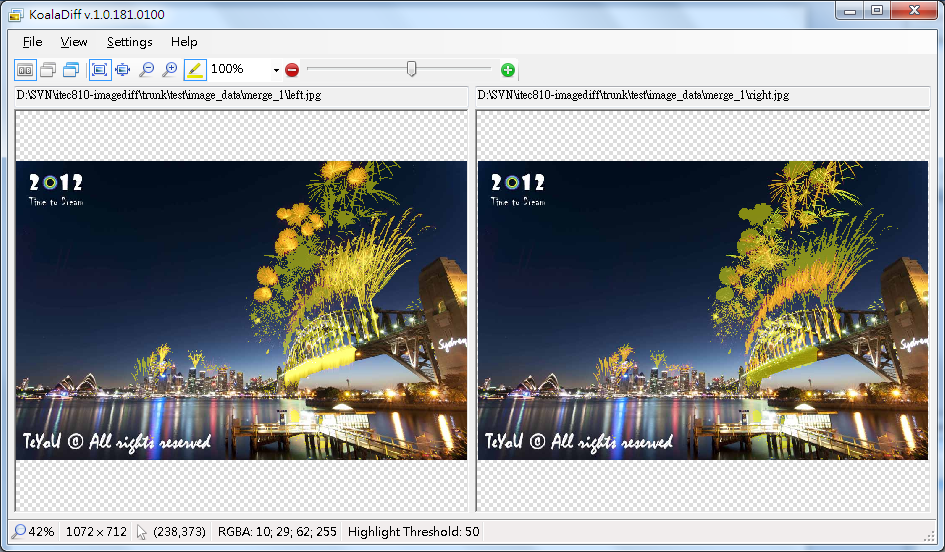 KoalaDiff v.1.0.181.0100
File View Settings Help
100%
D:\SVN\itec810-imagediff\trunk\test\image_data\merge_1\left.jpg
D:\SVN\itec810-imagediff\trunk\test\image_data\merge_1\right.jpg
2012
Time to Dream
Sydney
TeYoU @ All rights reserved
2012
Time to Dream
Sydney
TeYoU @ All rights reserved
42% 1072 × 712 (238,373) RGBA: 10; 29; 62; 255 Highlight Threshold: 50